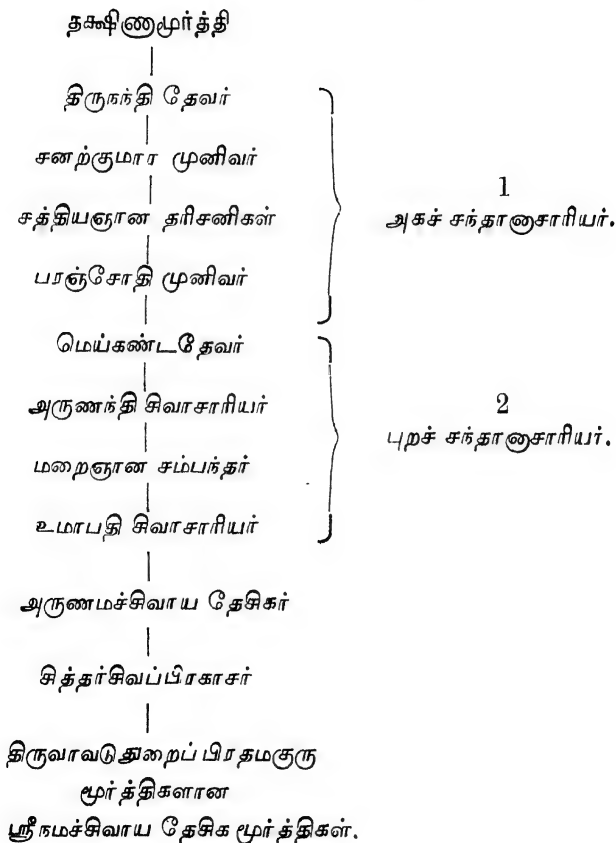 தக்ஷிணாமூர்த்தி
திருநந்தி தேவர்
சனற்குமார முனிவர்
சத்தியஞான தரிசனிகள்
பரஞ்சோதி முனிவர்
1
அகச் சந்தானாசாரியர்.
மெய்கண்டதேவர்
அருணந்தி சிவாசாரியர்
மறைஞான சம்பந்தர்
உமாபதி சிவாசாரியர்
2
புறச் சந்தானாசாரியர்.
அருணமச்சிவாய தேசிகர்
சித்தர்சிவப்பிரகாசர்
திருவாவடுதுறைப் பிரதமகுரு
மூர்த்திகளான
ஸ்ரீநமச்சிவாய தேசிக மூர்த்திகள்.